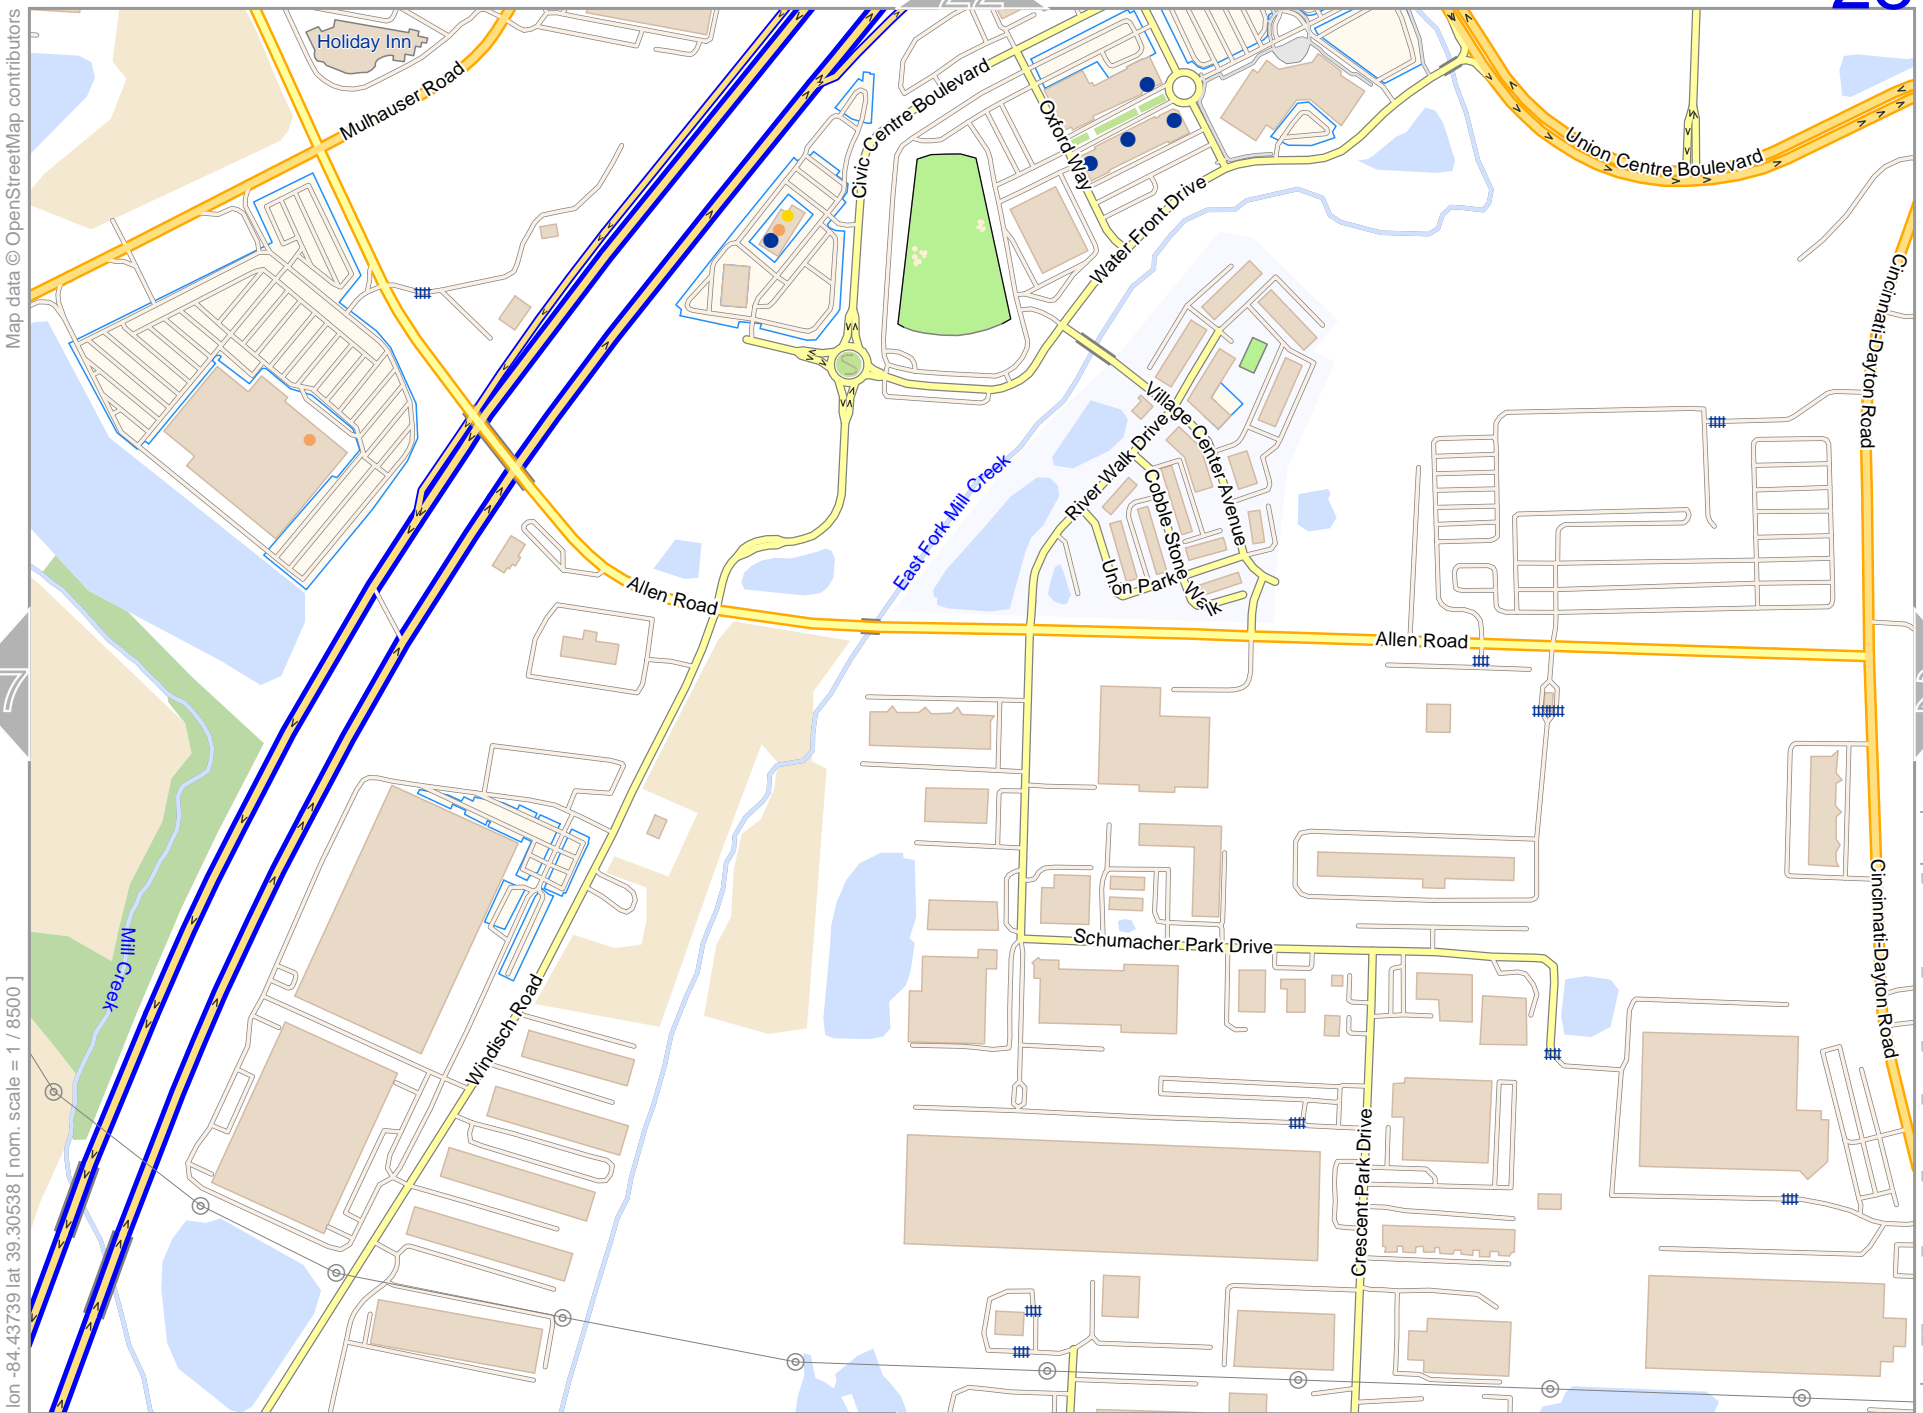 Map data © OpenStreetMap contributors
lon -84.43739 lat 39.30538 [ nom. scale = 1 / 8500 ]
Holiday Inn
Mulhauser Road
Civic Centre Boulevard
Oxford Way
Union Centre Boulevard
Water Front Drive
Cincinnati-Dayton Road
Village Center Avenue
River Walk Drive
Cobble Stone Walk
East Fork Mill Creek
Union Park
Allen Road
Allen Road
Mill Creek
Schumacher Park Drive
Cincinnati-Dayton Road
Windisch Road
Crescent Park Drive